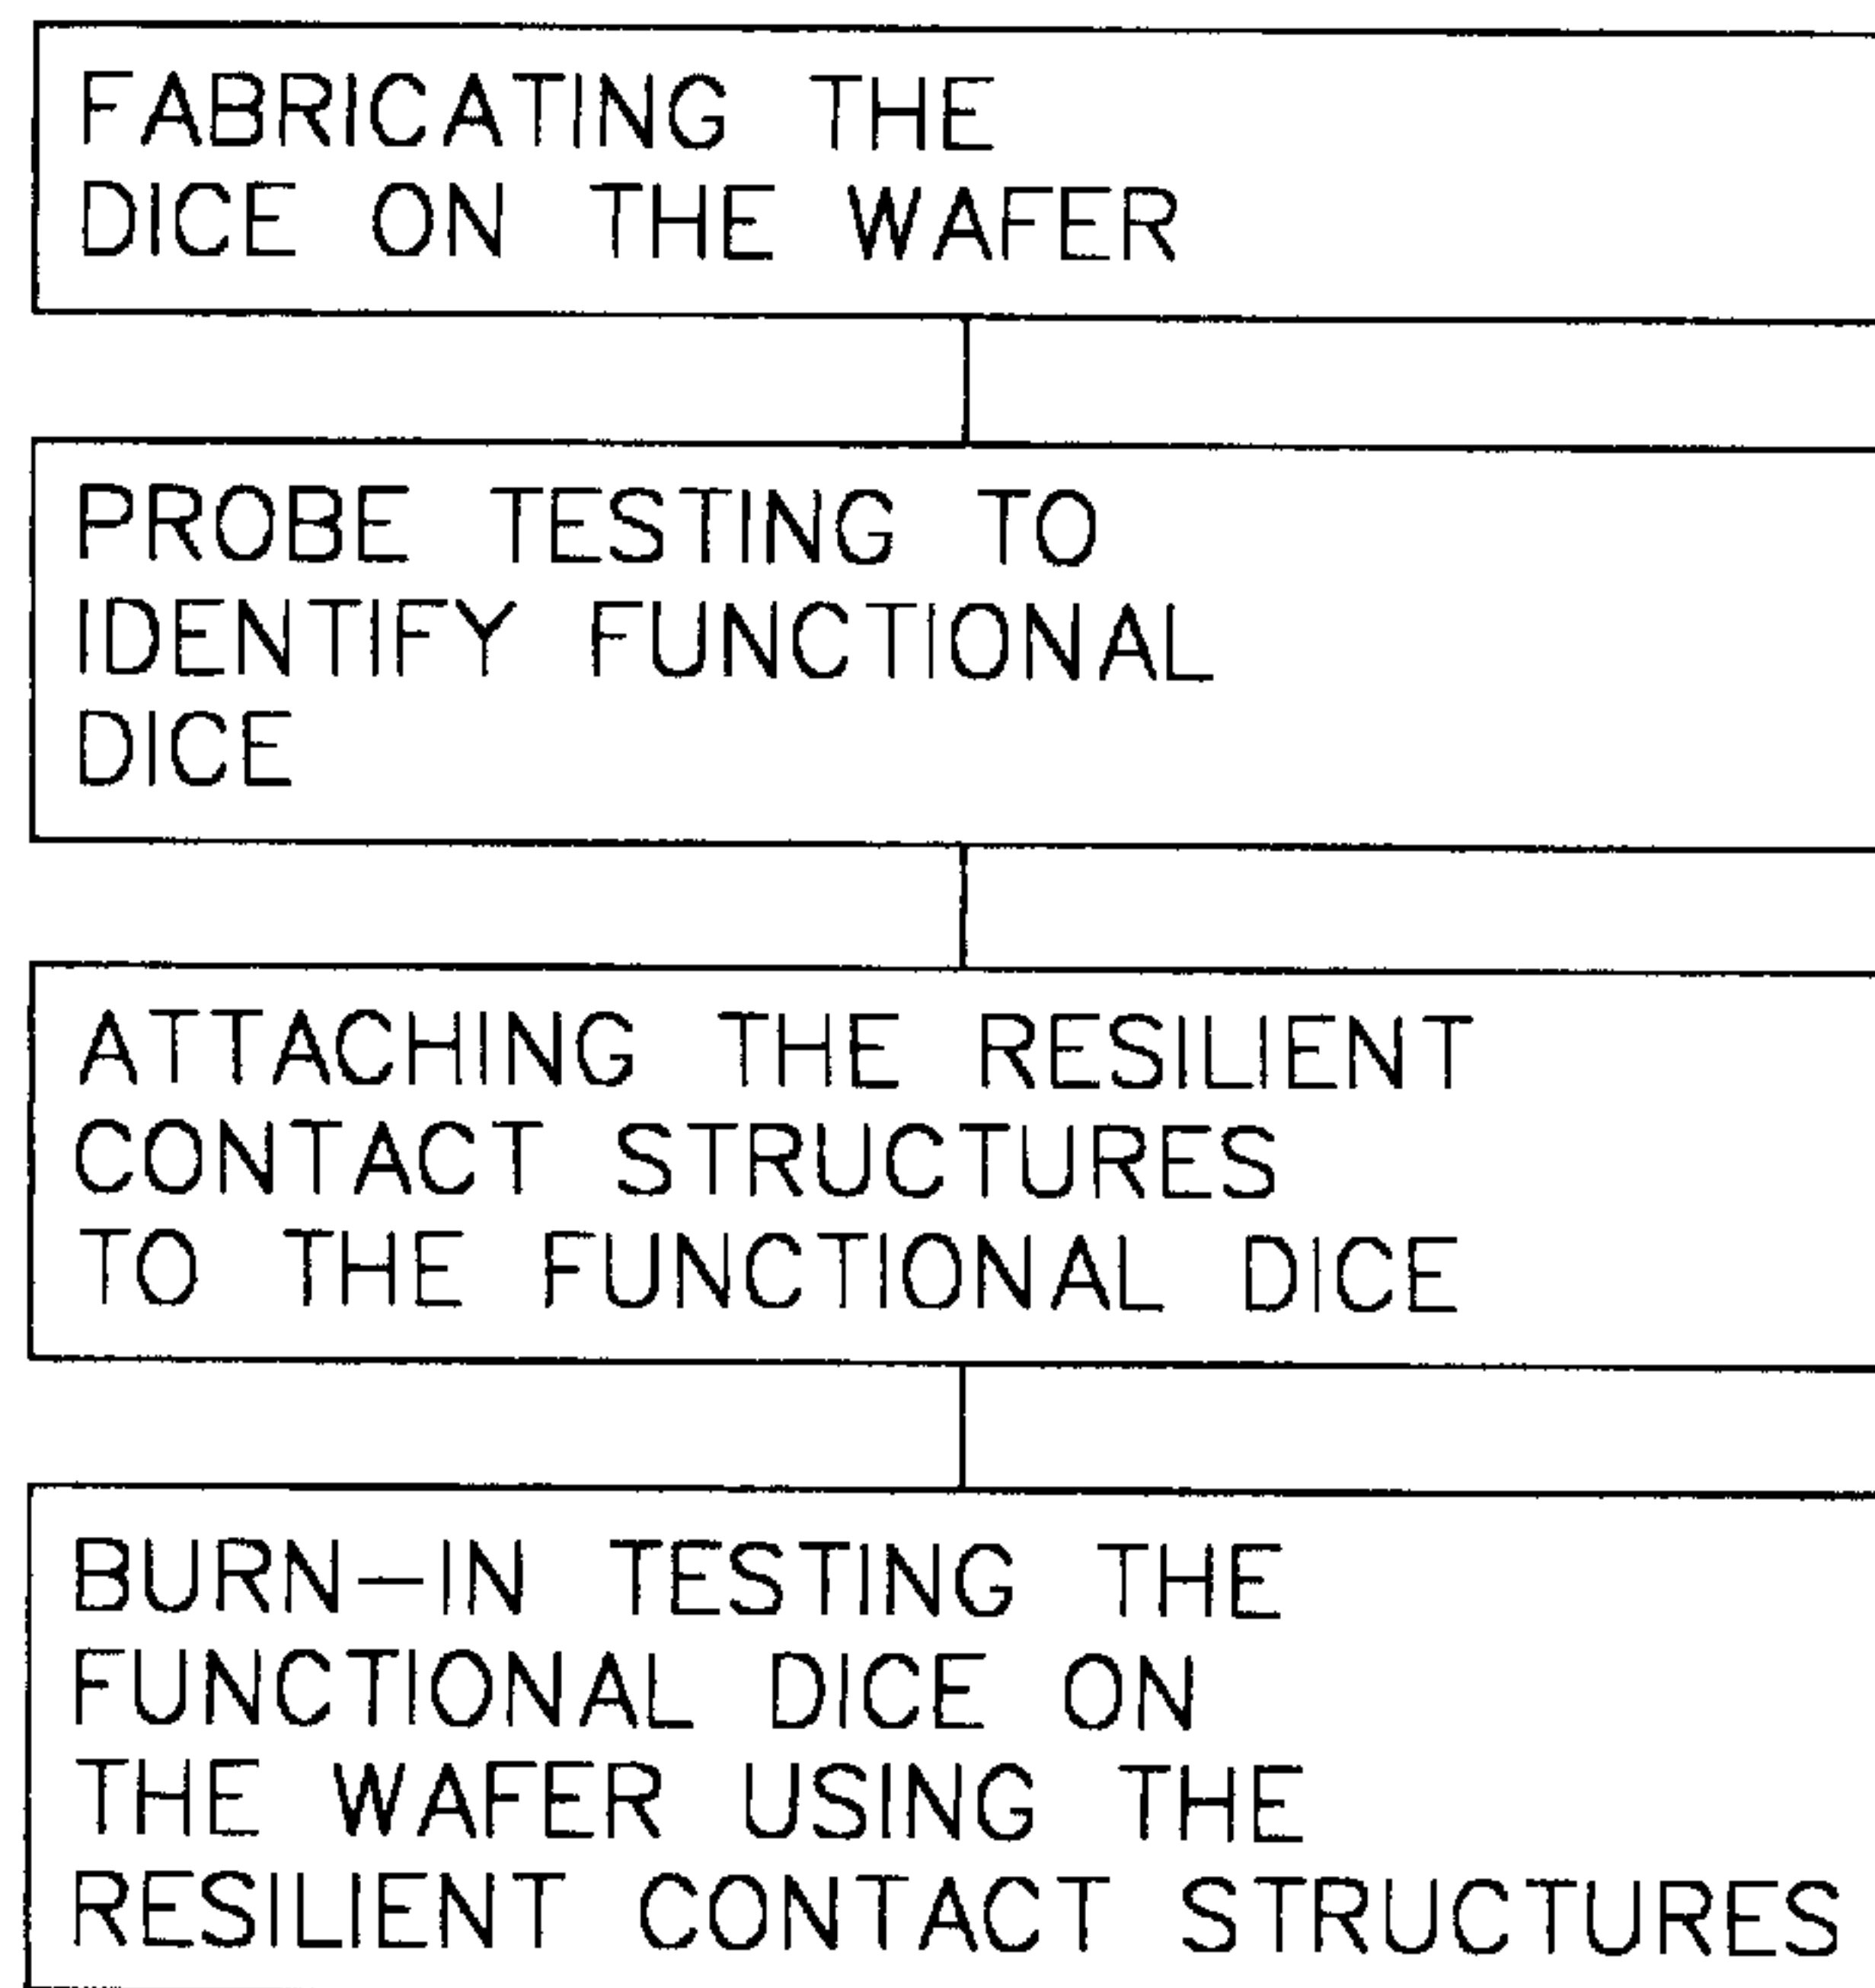 FABRICATING THE
DICE ON THE WAFER
PROBE TESTING TO
IDENTIFY FUNCTIONAL
DICE
ATTACHING THE RESILIENT
CONTACT STRUCTURES
TO THE FUNCTIONAL DICE
BURN-IN TESTING THE
FUNCTIONAL DICE ON
THE WAFER USING THE
RESILIENT CONTACT STRUCTURES